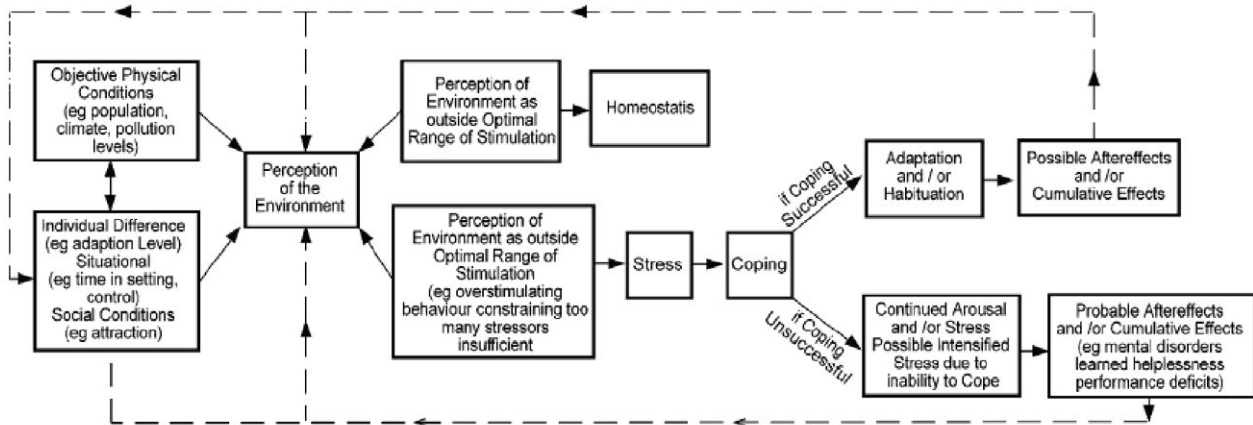 Objective Physical
Conditions
(eg population,
climate, pollution
levels)
Individual Difference
(eg adaption Level)
Situational
(eg time in setting,
control)
Social Conditions
(eg attraction)
Perception
of the
Environment
Perception of
Environment as
outside Optimal
Range of Stimulation
Homeostatis
Perception of
Environment as outside
Optimal Range of
Stimulation
(eg overstimulating
behaviour constraining too
many stressors
insufficient
Stress
Coping
if Coping
Successful
Adaptation
and / or
Habituation
Possible Aftereffects
and /or
Cumulative Effects
if Coping
Unsuccessful
Continued Arousal
and /or Stress
Possible Intensified
Stress due to
inability to Cope
Probable Aftereffects
and /or Cumulative Effects
(eg mental disorders
learned helplessness
performance deficits)